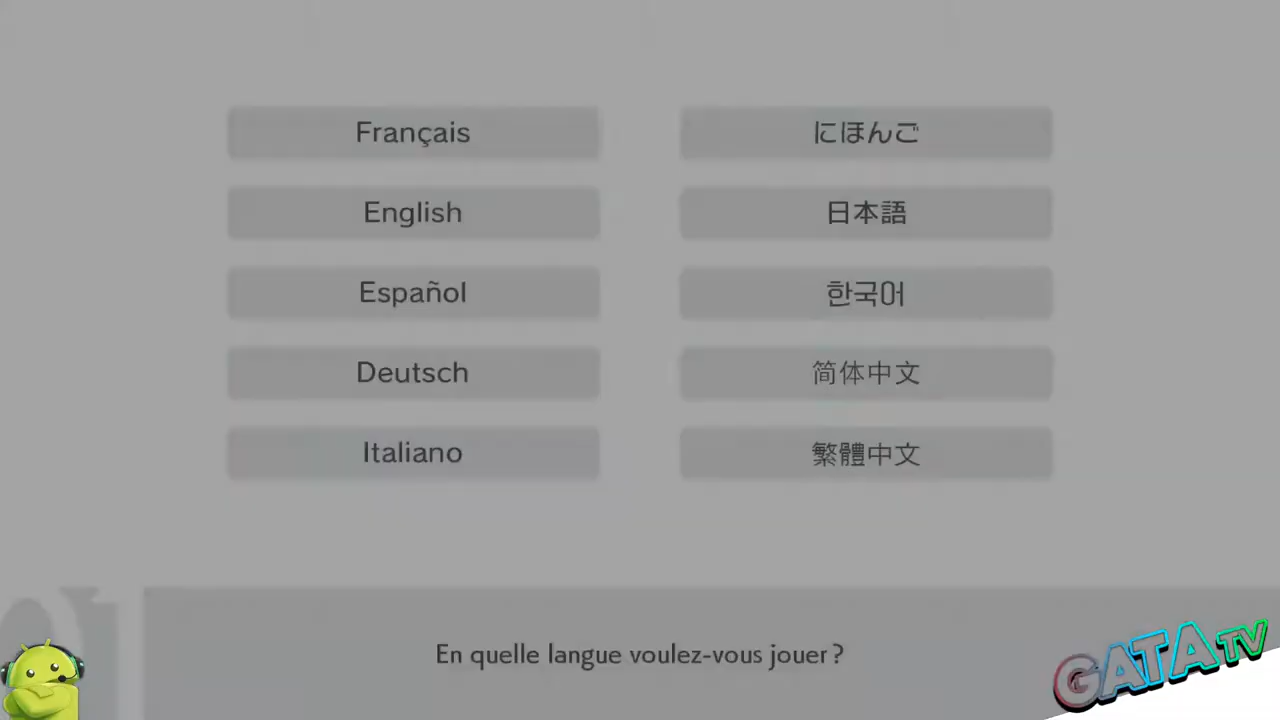 Français
English
Español
Deutsch
Italiano
にほんご
日本語
한국어
简体中文
繁體中文
01
En quelle langue voulez-vous jouer ?
GATA TV